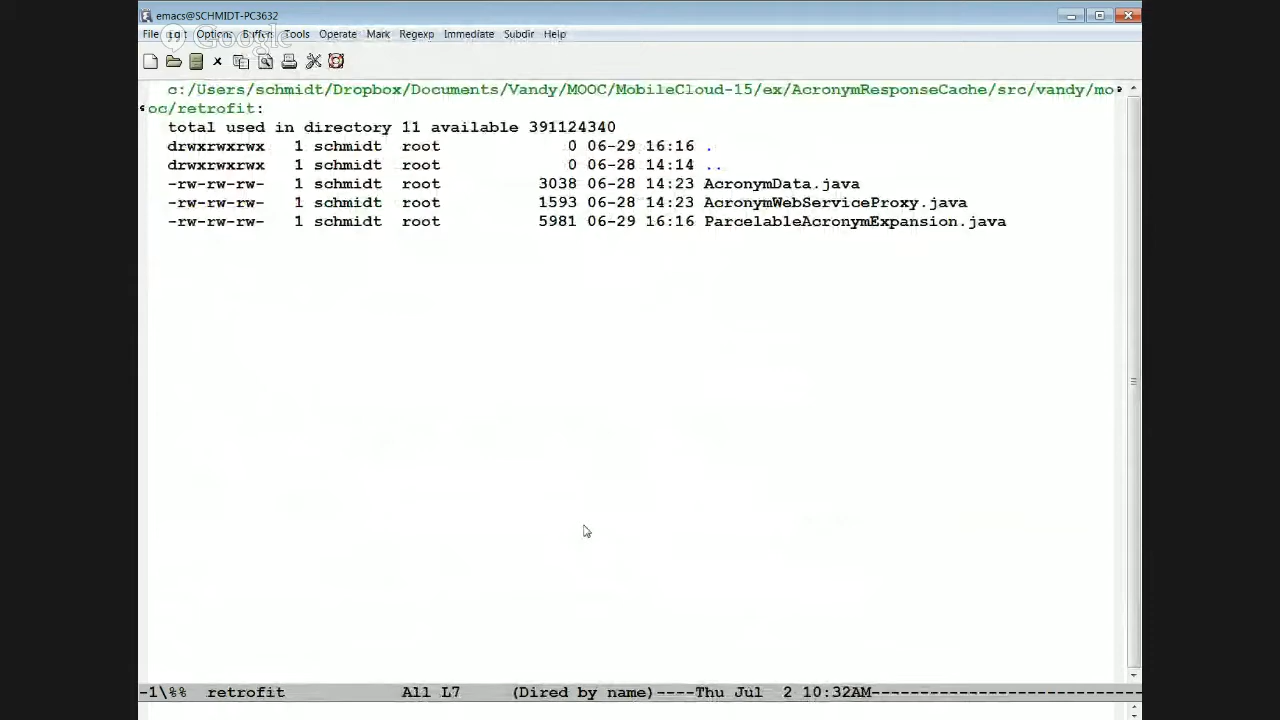 emacs@SCHMIDT-PC3632
Google
File Edit Options Buffers Tools Operate Mark Regexp Immediate Subdir Help
c:/Users/schmidt/Dropbox/Documents/Vandy/MOOC/MobileCloud-15/ex/AcronymResponseCache/src/vandy/mo
oc/retrofit:
total used in directory 11 available 391124340
drwxrwxrwx 1 schmidt root 0 06-29 16:16 .
drwxrwxrwx 1 schmidt root 0 06-28 14:14 ..
-rw-rw-rw- 1 schmidt root 3038 06-28 14:23 AcronymData.java
-rw-rw-rw- 1 schmidt root 1593 06-28 14:23 AcronymWebServiceProxy.java
-rw-rw-rw- 1 schmidt root 5981 06-29 16:16 ParcelableAcronymExpansion.java
-1\%% retrofit All L7 (Dired by name)----Thu Jul 2 10:32AM----------------------------